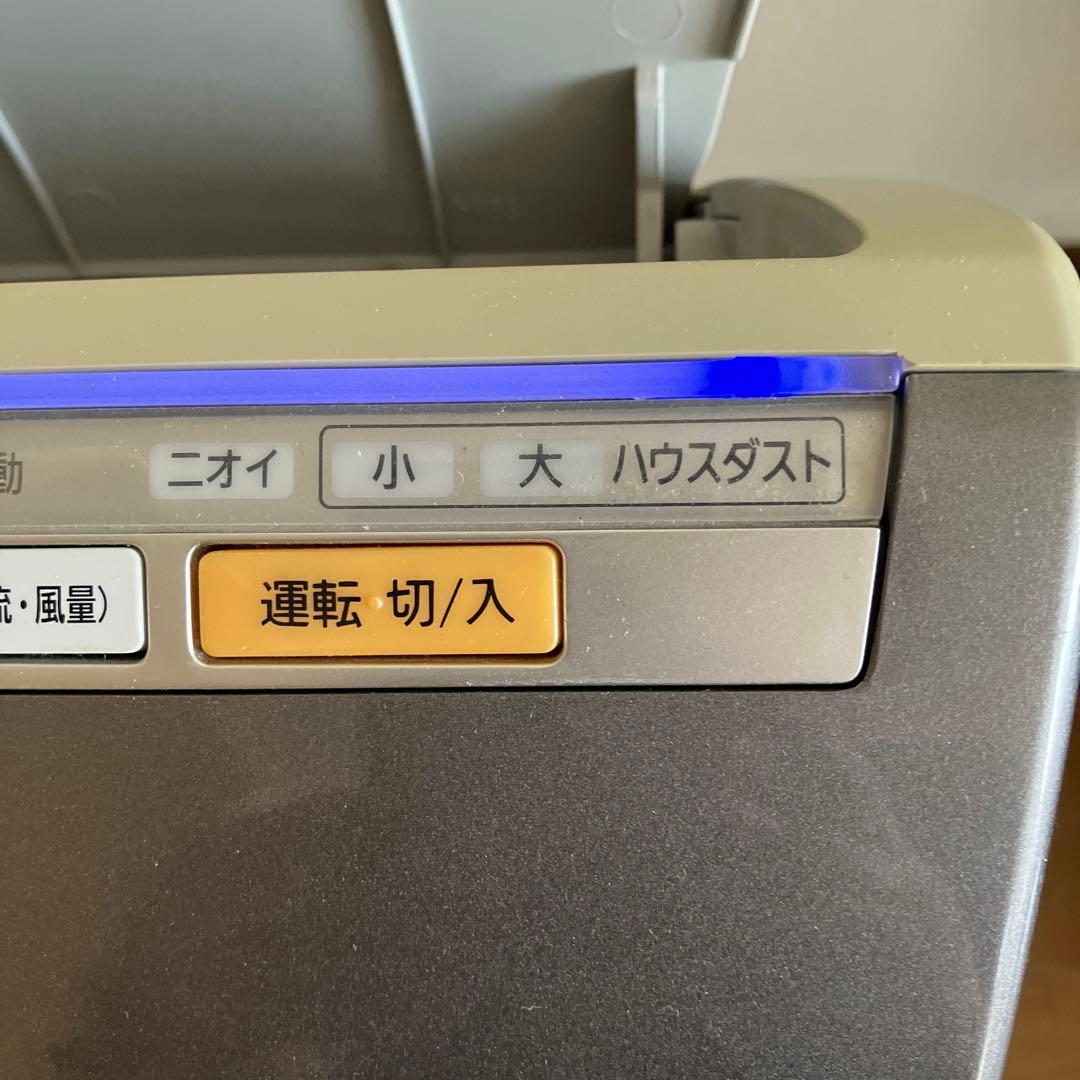 動 ニオイ 小 大 ハウスダスト
流・風量) 運転 切/入